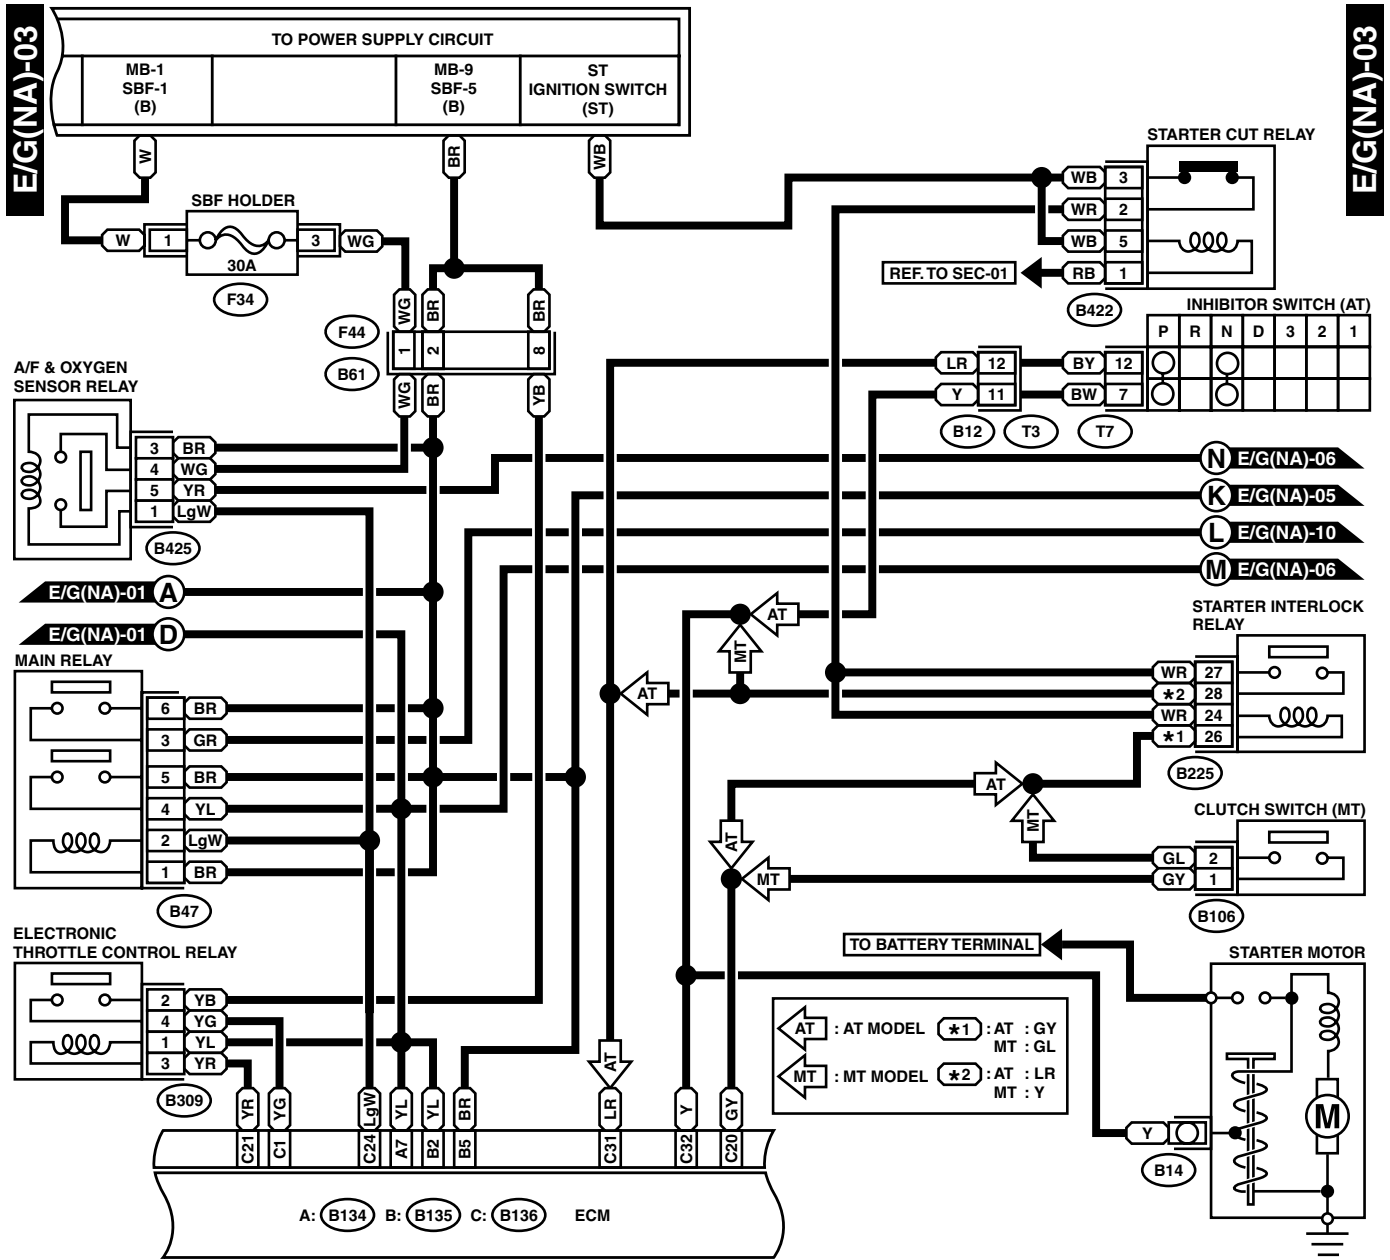 E/G(NA)-03
E/G(NA)-03
TO POWER SUPPLY CIRCUIT
MB-1
SBF-1
(B)
MB-9
SBF-5
(B)
ST
IGNITION SWITCH
(ST)
W
BR
WB
SBF HOLDER
W
1
3
WG
30A
F34
STARTER CUT RELAY
WB
3
WR
2
WB
5
REF. TO SEC-01
RB
1
B422
WG
BR
BR
F44
1
2
8
B61
WG
BR
YB
INHIBITOR SWITCH (AT)
P
R
N
D
3
2
1
LR
12
BY
12
Y
11
BW
7
B12
T3
T7
A/F & OXYGEN
SENSOR RELAY
3
BR
4
WG
5
YR
1
LgW
B425
N
E/G(NA)-06
K
E/G(NA)-05
L
E/G(NA)-10
M
E/G(NA)-06
E/G(NA)-01
A
E/G(NA)-01
D
MAIN RELAY
6
BR
3
GR
5
BR
4
YL
2
LgW
1
BR
B47
AT
MT
AT
STARTER INTERLOCK
RELAY
WR
27
*2
28
WR
24
*1
26
B225
AT
MT
AT
MT
CLUTCH SWITCH (MT)
GL
2
GY
1
B106
ELECTRONIC
THROTTLE CONTROL RELAY
2
YB
4
YG
1
YL
3
YR
B309
TO BATTERY TERMINAL
STARTER MOTOR
AT
: AT MODEL
*1
: AT : GY
MT : GL
MT
: MT MODEL
*2
: AT : LR
MT : Y
AT
M
Y
B14
YR
YG
LgW
YL
YL
BR
LR
Y
GY
C21
C1
C24
A7
B2
B5
C31
C32
C20
A:
B134
B:
B135
C:
B136
ECM